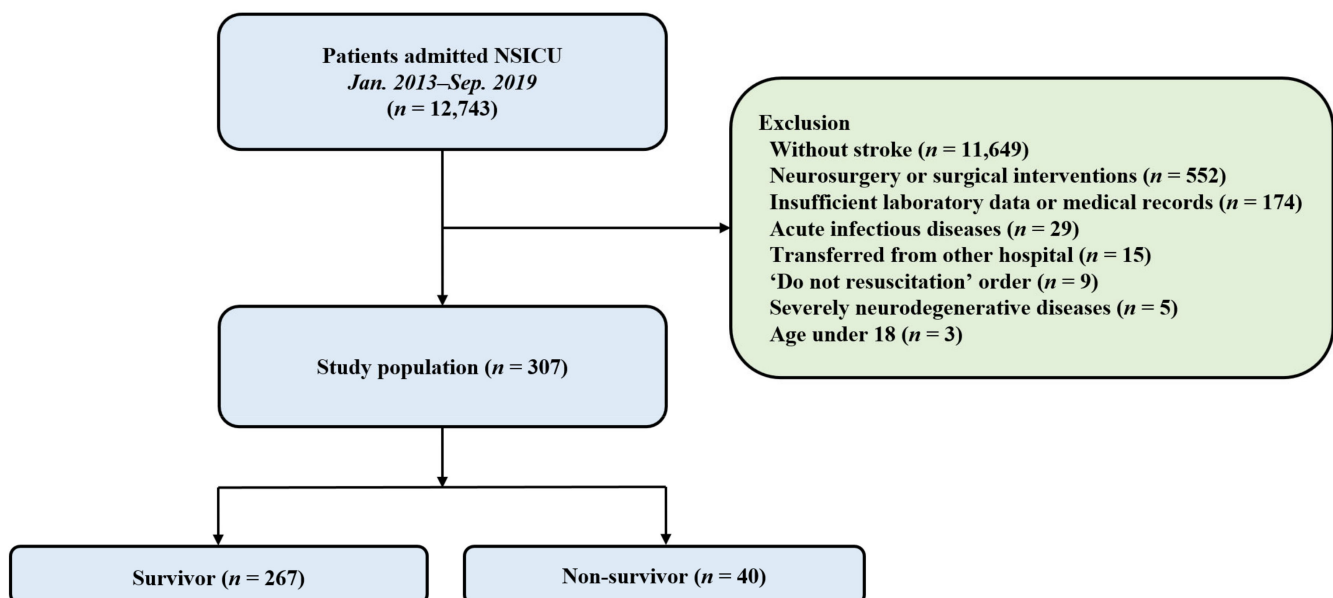 Patients admitted NSICU
Jan. 2013–Sep. 2019
(n = 12,743)
Exclusion
Without stroke (n = 11,649)
Neurosurgery or surgical interventions (n = 552)
Insufficient laboratory data or medical records (n = 174)
Acute infectious diseases (n = 29)
Transferred from other hospital (n = 15)
‘Do not resuscitation’ order (n = 9)
Severely neurodegenerative diseases (n = 5)
Age under 18 (n = 3)
Study population (n = 307)
Survivor (n = 267)
Non-survivor (n = 40)